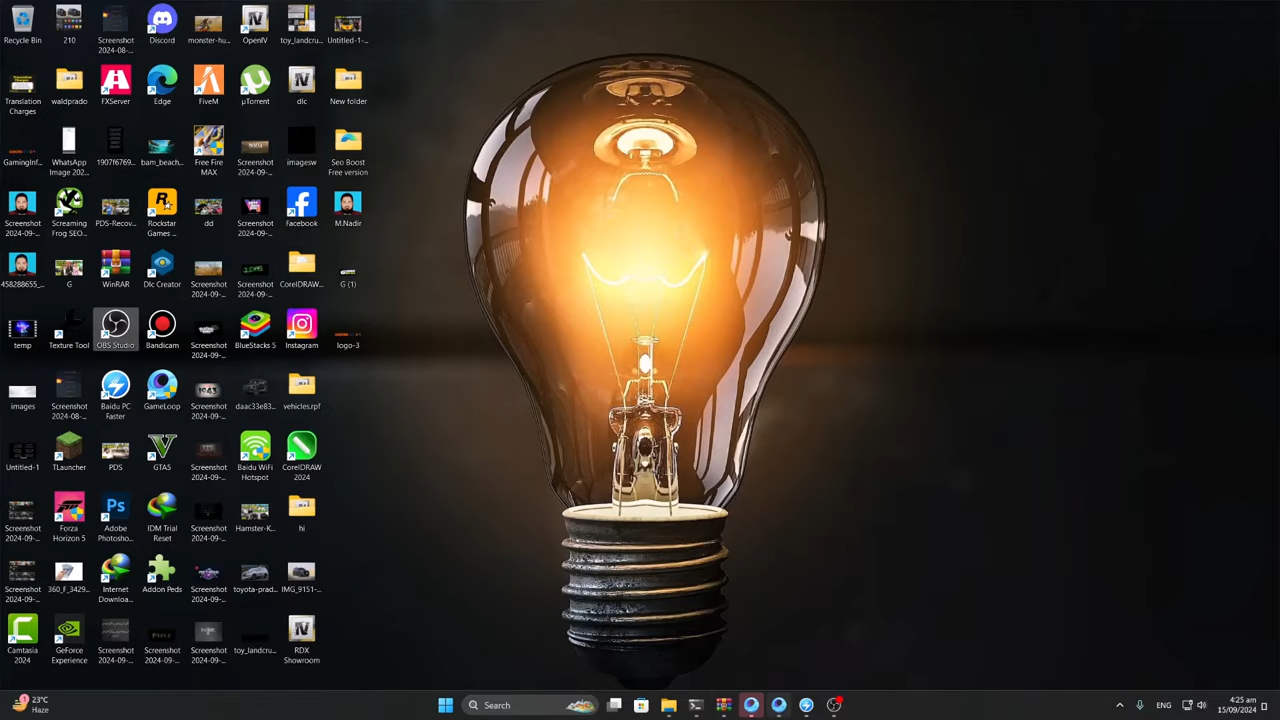 Recycle Bin
210
Screenshot
2024-08-...
Discord
monster-hu...
OpenIV
toy_landcru...
Untitled-1-...
Translation
Charges
waldprado
FXServer
Edge
FiveM
µTorrent
dlc
New folder
GamingInf...
WhatsApp
Image 202...
1907f6769...
bam_beach...
Free Fire
MAX
Screenshot
2024-09-...
imagesw
Seo Boost
Free version
Screenshot
2024-09-...
Screaming
Frog SEO...
PDS-Recov...
Rockstar
Games ...
dd
Screenshot
2024-09-...
Facebook
M.Nadir
458288655_...
G
WinRAR
Dlc Creator
Screenshot
2024-09-...
Screenshot
2024-09-...
CorelDRAW...
G (1)
temp
Texture Tool
OBS Studio
Bandicam
Screenshot
2024-09-...
BlueStacks 5
Instagram
logo-3
images
Screenshot
2024-08-...
Baidu PC
Faster
GameLoop
Screenshot
2024-09-...
daac33e83...
vehicles.rpf
Untitled-1
TLauncher
PDS
GTA5
Screenshot
2024-09-...
Baidu WiFi
Hotspot
CorelDRAW
2024
Screenshot
2024-09-...
Forza
Horizon 5
Adobe
Photosho...
IDM Trial
Reset
Screenshot
2024-09-...
Hamster-K...
hi
Screenshot
2024-09-...
360_F_3429...
Internet
Downloa...
Addon Peds
Screenshot
2024-09-...
toyota-prad...
IMG_9151-...
Camtasia
2024
GeForce
Experience
Screenshot
2024-09-...
Screenshot
2024-09-...
Screenshot
2024-09-...
toy_landcru...
RDX
Showroom
23°C
Haze
Search
ENG
4:25 am
15/09/2024